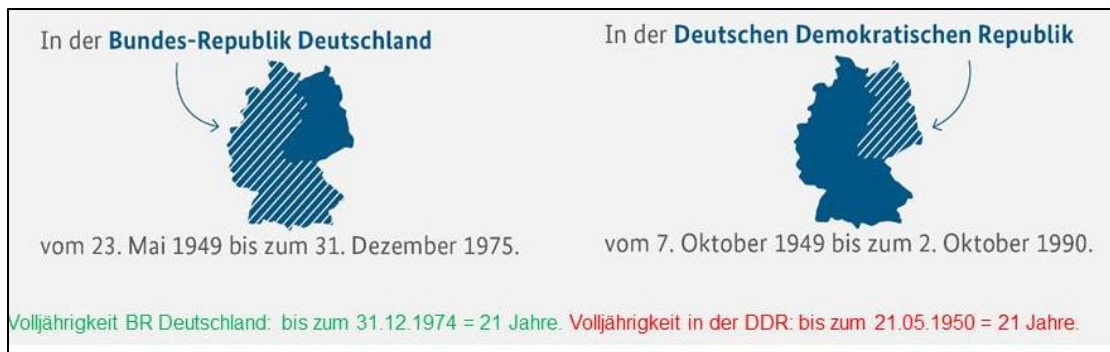 In der Bundes-Republik Deutschland
vom 23. Mai 1949 bis zum 31. Dezember 1975.
In der Deutschen Demokratischen Republik
vom 7. Oktober 1949 bis zum 2. Oktober 1990.
Volljährigkeit BR Deutschland: bis zum 31.12.1974 = 21 Jahre. Volljährigkeit in der DDR: bis zum 21.05.1950 = 21 Jahre.